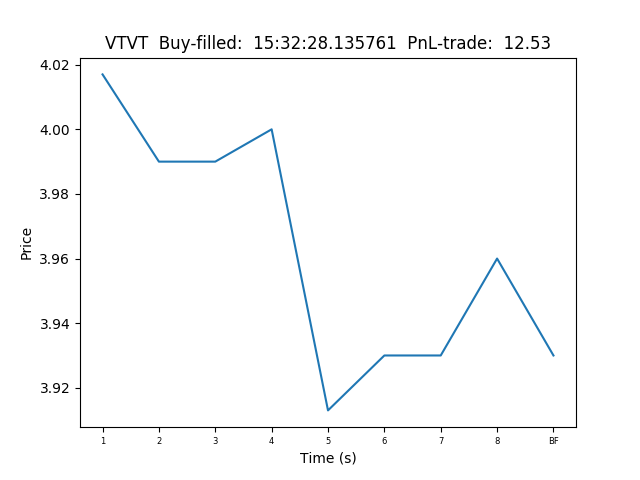 VTVT Buy-filled: 15:32:28.135761 PnL-trade: 12.53
4.02
4.00
3.98
3.96
3.94
3.92
Price
1 2 3 4 5 6 7 8 BF
Time (s)